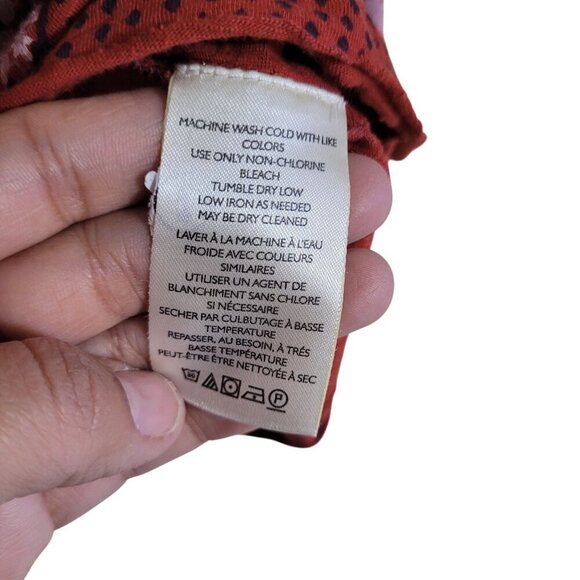 MACHINE WASH COLD WITH LIKE
COLORS
USE ONLY NON-CHLORINE
BLEACH
TUMBLE DRY LOW
LOW IRON AS NEEDED
MAY BE DRY CLEANED
LAVER À LA MACHINE À L'EAU
FROIDE AVEC COULEURS
SIMILAIRES
UTILISER UN AGENT DE
BLANCHIMENT SANS CHLORE
SI NÉCESSAIRE
SECHER PAR CULBUTAGE À BASSE
TEMPERATURE
REPASSER, AU BESOIN, À TRÉS
BASSE TEMPÉRATURE
PEUT-ÊTRE ÊTRE NETTOYÉE À SEC
30 P